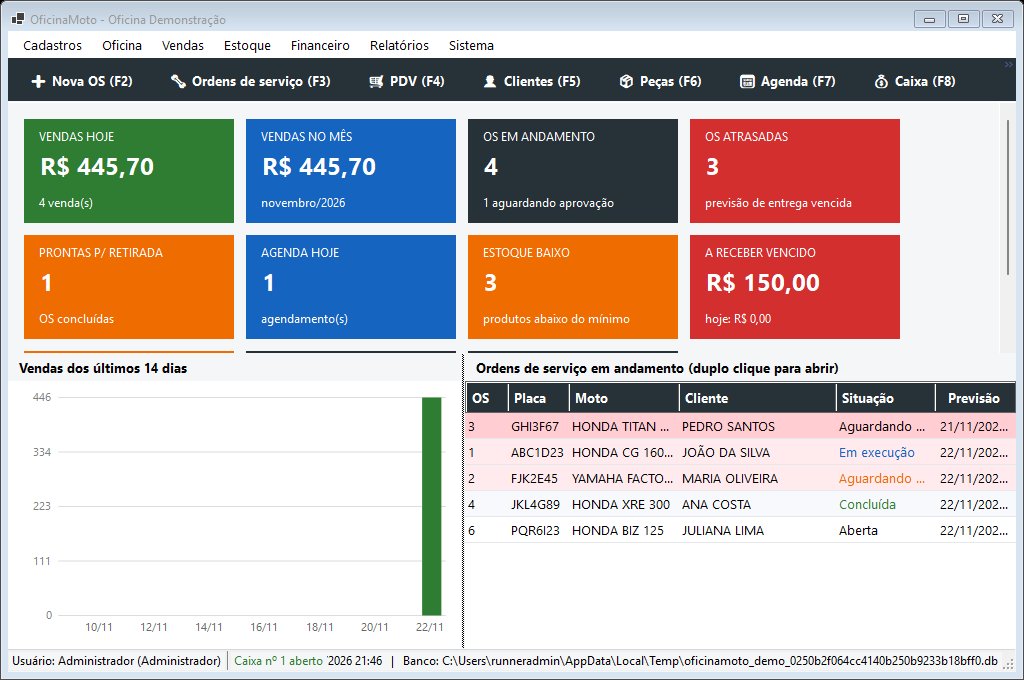 OficinaMoto - Oficina Demonstração
Cadastros Oficina Vendas Estoque Financeiro Relatórios Sistema
Nova OS (F2) Ordens de serviço (F3) PDV (F4) Clientes (F5) Peças (F6) Agenda (F7) Caixa (F8) »
VENDAS HOJE
R$ 445,70
4 venda(s)
VENDAS NO MÊS
R$ 445,70
novembro/2026
OS EM ANDAMENTO
4
1 aguardando aprovação
OS ATRASADAS
3
previsão de entrega vencida
PRONTAS P/ RETIRADA
1
OS concluídas
AGENDA HOJE
1
agendamento(s)
ESTOQUE BAIXO
3
produtos abaixo do mínimo
A RECEBER VENCIDO
R$ 150,00
hoje: R$ 0,00
Vendas dos últimos 14 dias
446
334
223
111
0
10/11 12/11 14/11 16/11 18/11 20/11 22/11
Ordens de serviço em andamento (duplo clique para abrir)
OS Placa Moto Cliente Situação Previsão
3 GHI3F67 HONDA TITAN ... PEDRO SANTOS Aguardando ... 21/11/202...
1 ABC1D23 HONDA CG 160... JOÃO DA SILVA Em execução 22/11/202...
2 FJK2E45 YAMAHA FACTO... MARIA OLIVEIRA Aguardando ... 22/11/202...
4 JKL4G89 HONDA XRE 300 ANA COSTA Concluída 22/11/202...
6 PQR6I23 HONDA BIZ 125 JULIANA LIMA Aberta 22/11/202...
Usuário: Administrador (Administrador) Caixa nº 1 aberto 2026 21:46 | Banco: C:\Users\runneradmin\AppData\Local\Temp\oficinamoto_demo_0250b2f064cc4140b250b9233b18bff0.db